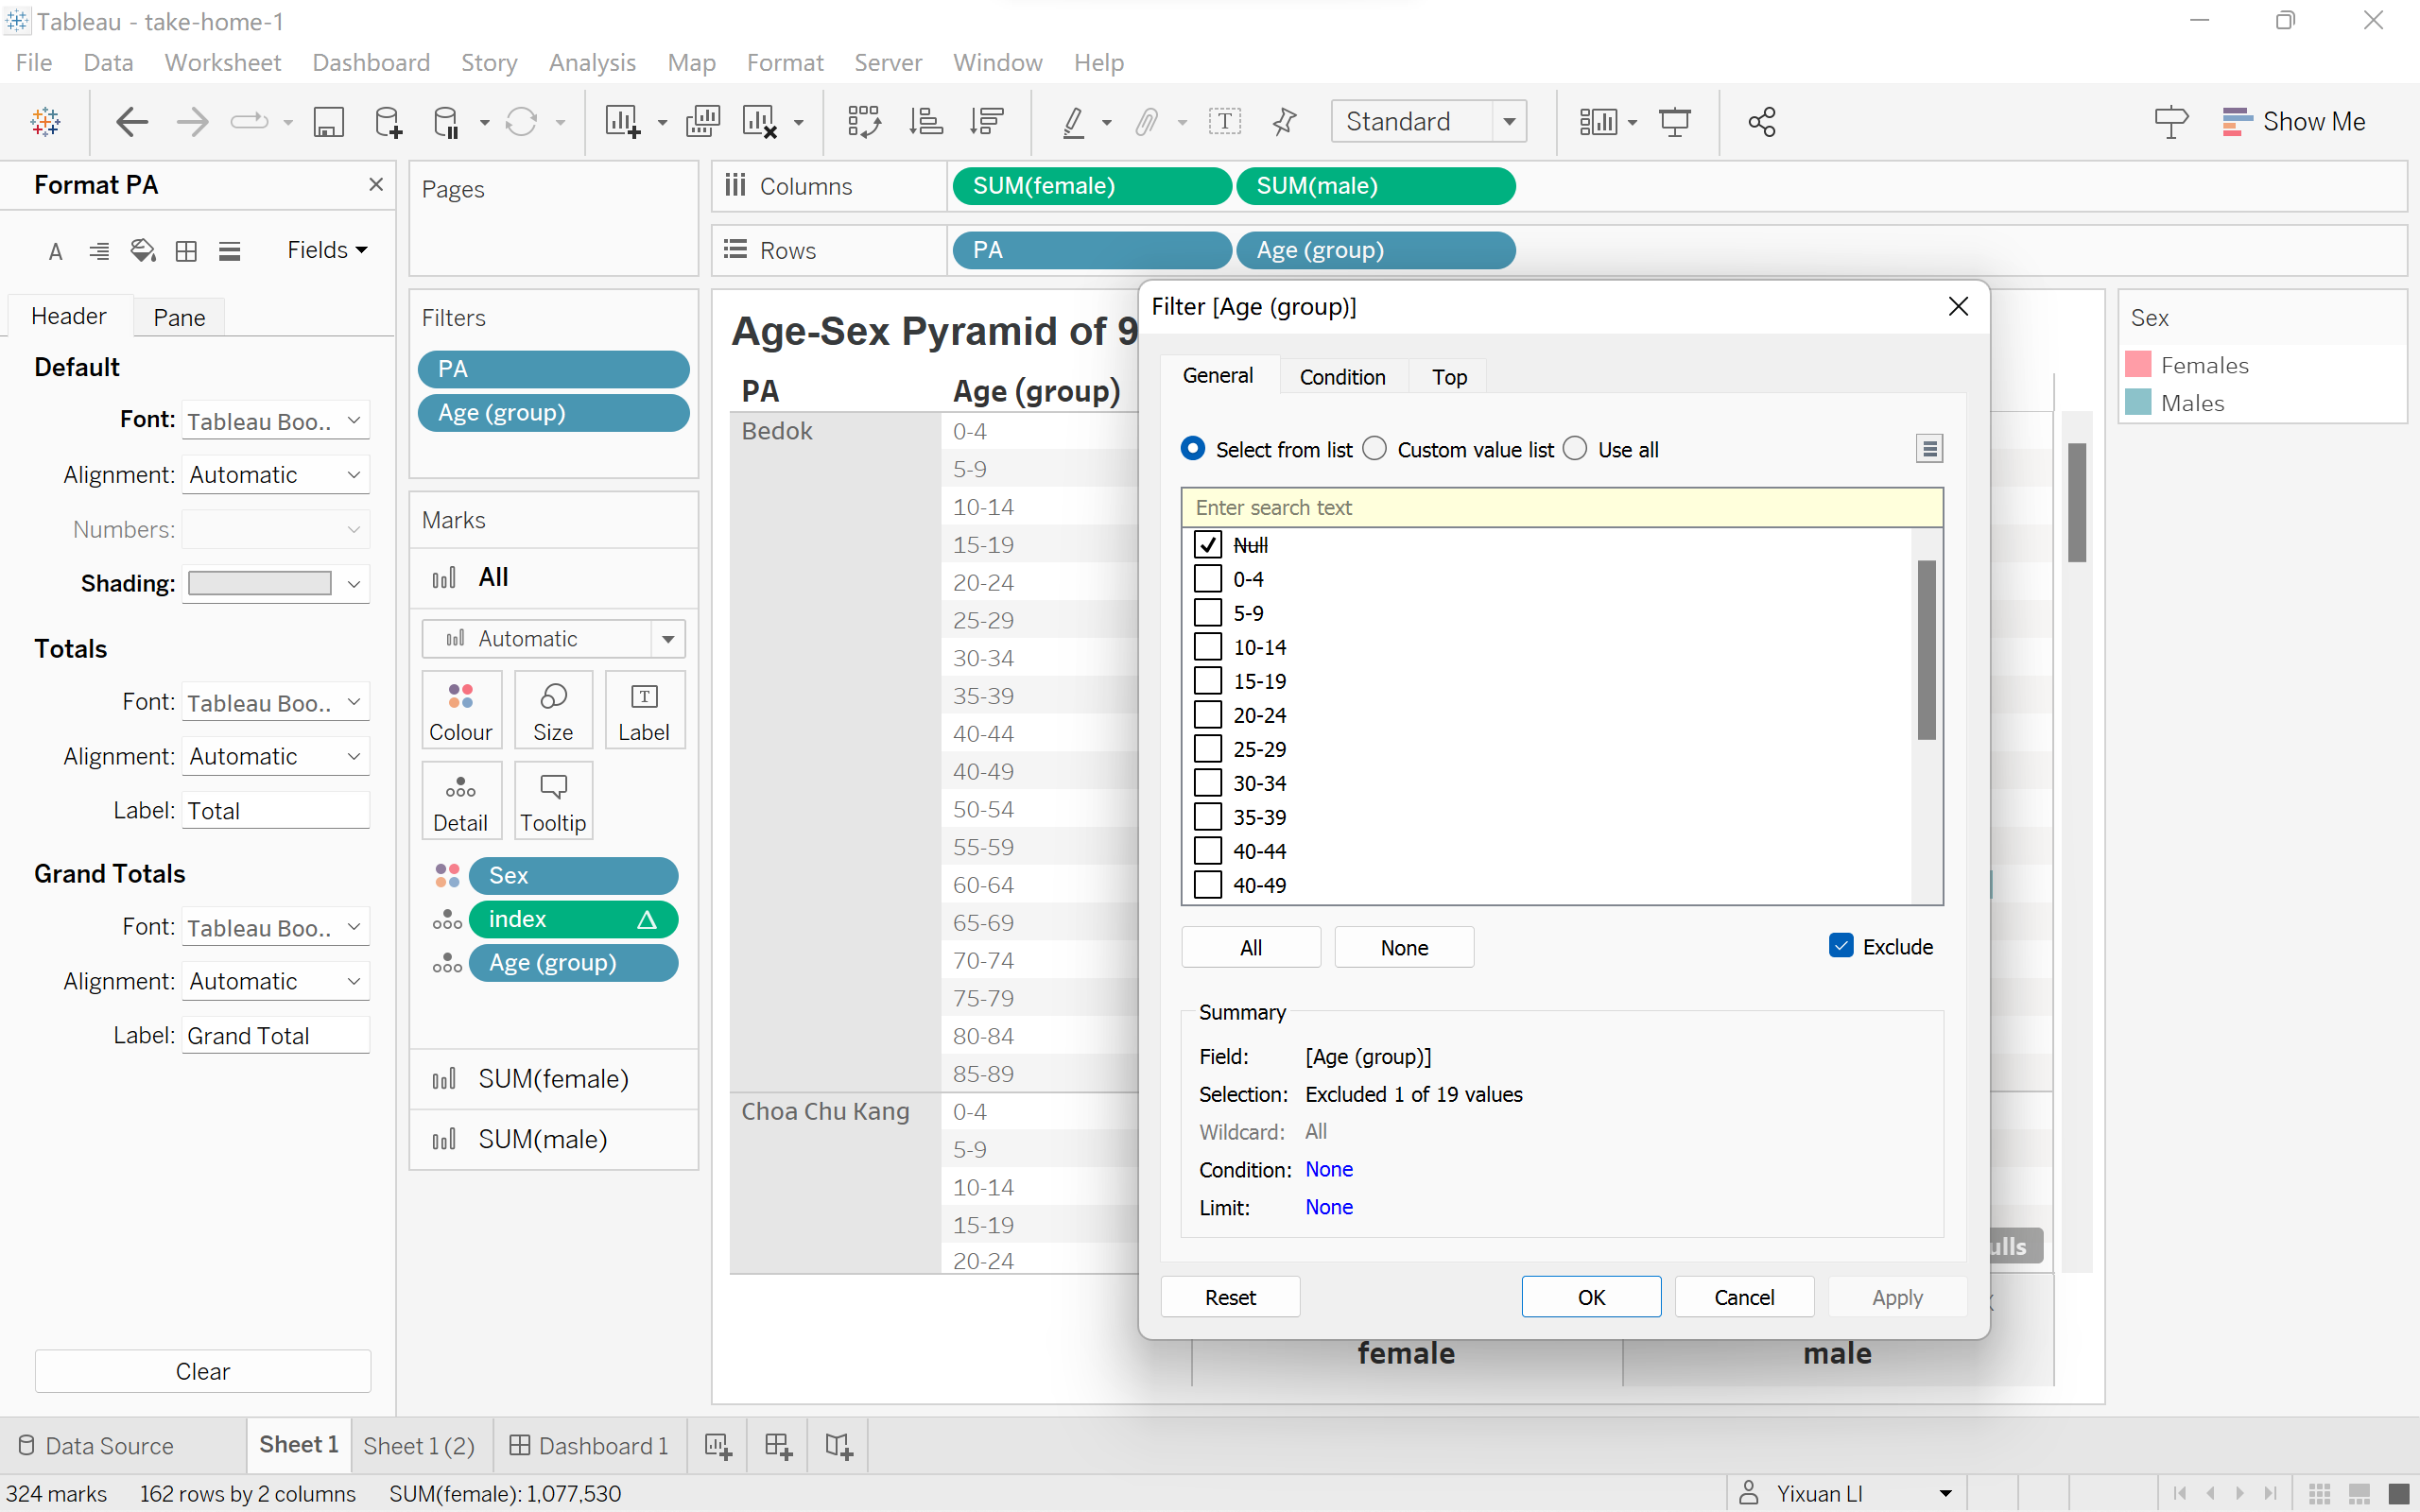 Tableau - take-home-1
File Data Worksheet Dashboard Story Analysis Map Format Server Window Help
Standard
Show Me
Format PA
Fields
Header Pane
Default
Font: Tableau Boo..
Alignment: Automatic
Numbers:
Shading:
Totals
Font: Tableau Boo..
Alignment: Automatic
Label: Total
Grand Totals
Font: Tableau Boo..
Alignment: Automatic
Label: Grand Total
Clear
Pages
Filters
PA
Age (group)
Marks
All
Automatic
Colour Size Label
Detail Tooltip
Sex
index
Age (group)
SUM(female)
SUM(male)
Columns SUM(female) SUM(male)
Rows PA Age (group)
Age-Sex Pyramid of 9
PA Age (group)
Bedok 0-4
5-9
10-14
15-19
20-24
25-29
30-34
35-39
40-44
40-49
50-54
55-59
60-64
65-69
70-74
75-79
80-84
85-89
Choa Chu Kang 0-4
5-9
10-14
15-19
20-24
female male
Filter [Age (group)]
General Condition Top
Select from list Custom value list Use all
Enter search text
Null
0-4
5-9
10-14
15-19
20-24
25-29
30-34
35-39
40-44
40-49
All None Exclude
Summary
Field: [Age (group)]
Selection: Excluded 1 of 19 values
Wildcard: All
Condition: None
Limit: None
Reset OK Cancel Apply
ulls
Sex
Females
Males
Data Source Sheet 1 Sheet 1 (2) Dashboard 1
324 marks 162 rows by 2 columns SUM(female): 1,077,530
Yixuan LI